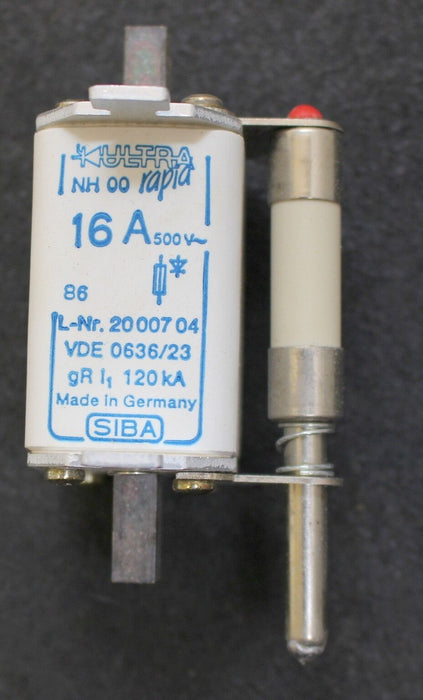 ULTRA
NH 00 rapid
16 A 500 V~
86
L-Nr. 20 007 04
VDE 0636/23
gR I₁ 120 kA
Made in Germany
SIBA